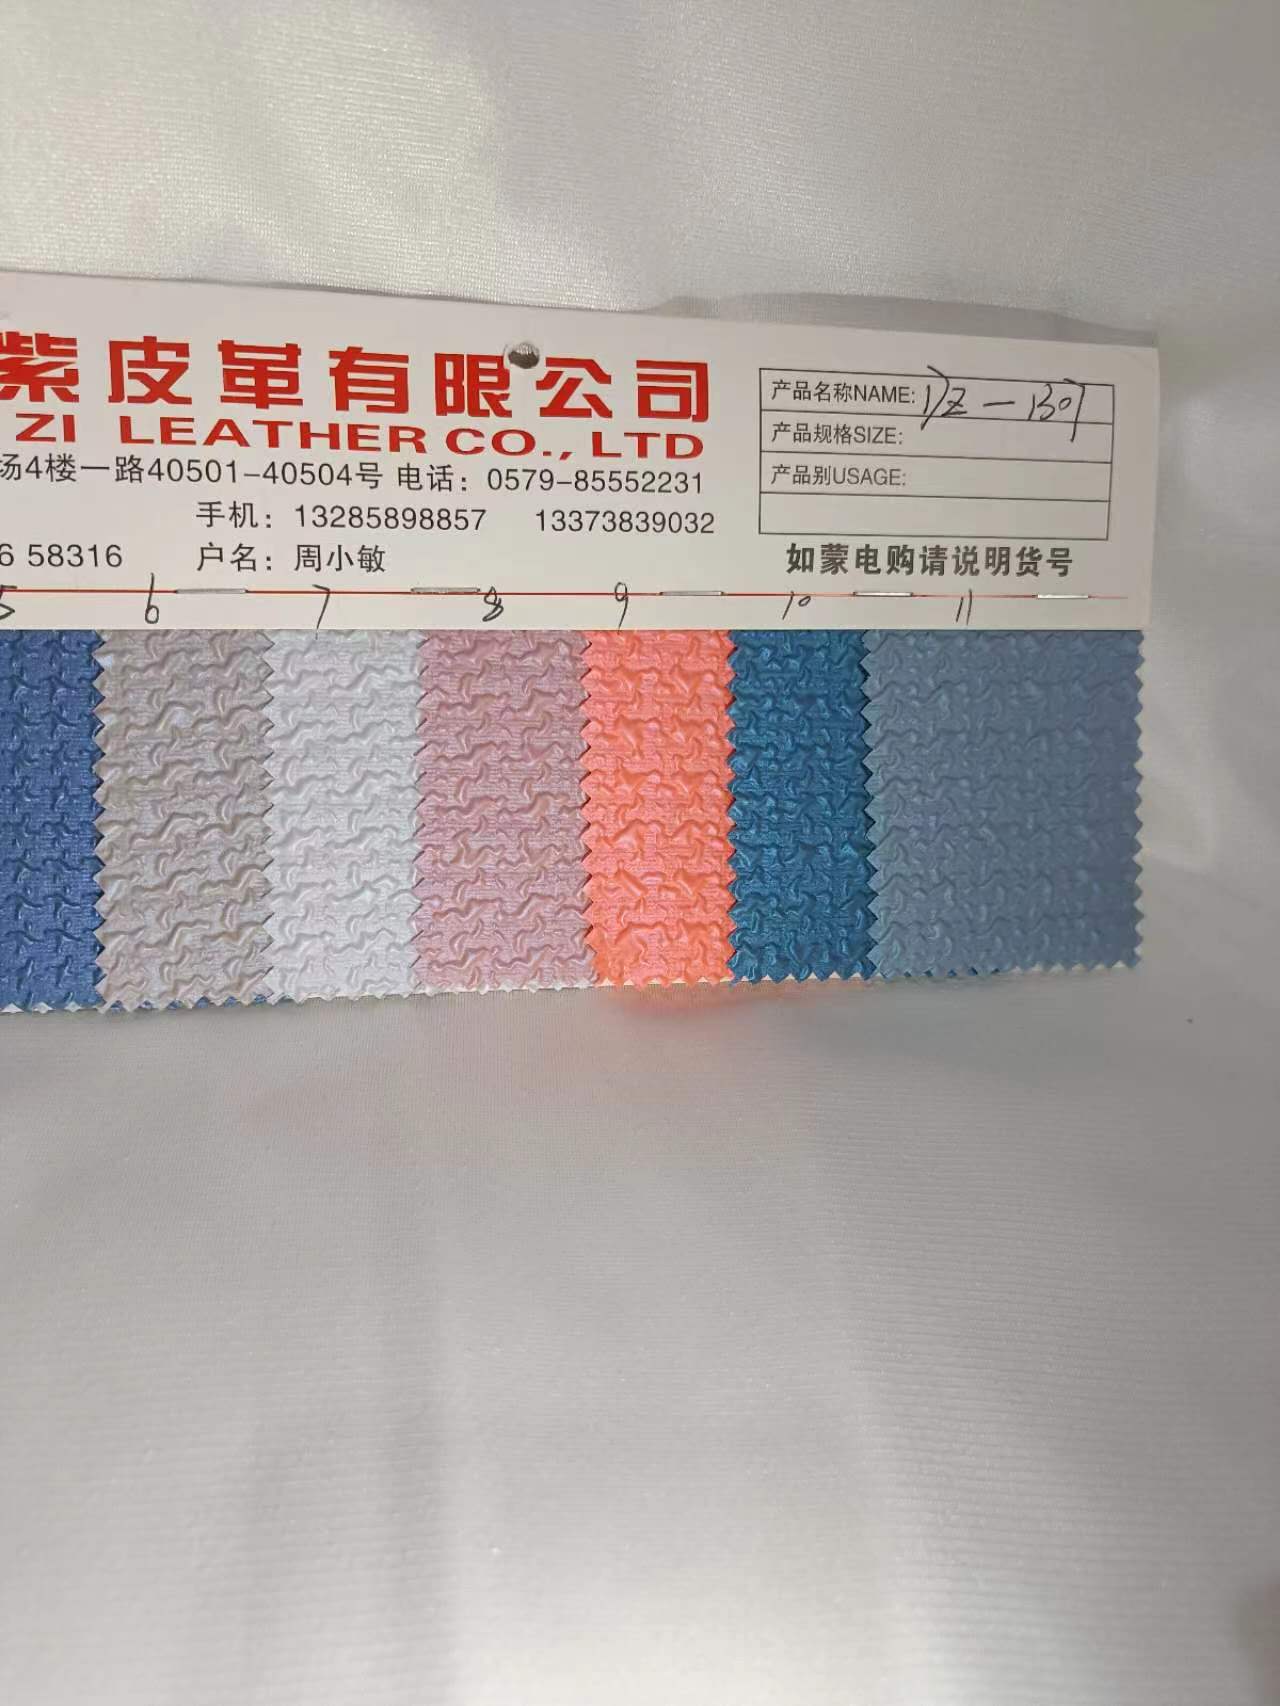 紫皮革有限公司
ZI LEATHER CO., LTD
场4楼一路40501-40504号 电话：0579-85552231
手机：13285898857 13373839032
6 58316 户名：周小敏
产品名称NAME:
产品规格SIZE:
产品别USAGE:
如蒙电购请说明货号
5 6 7 8 9 10 11